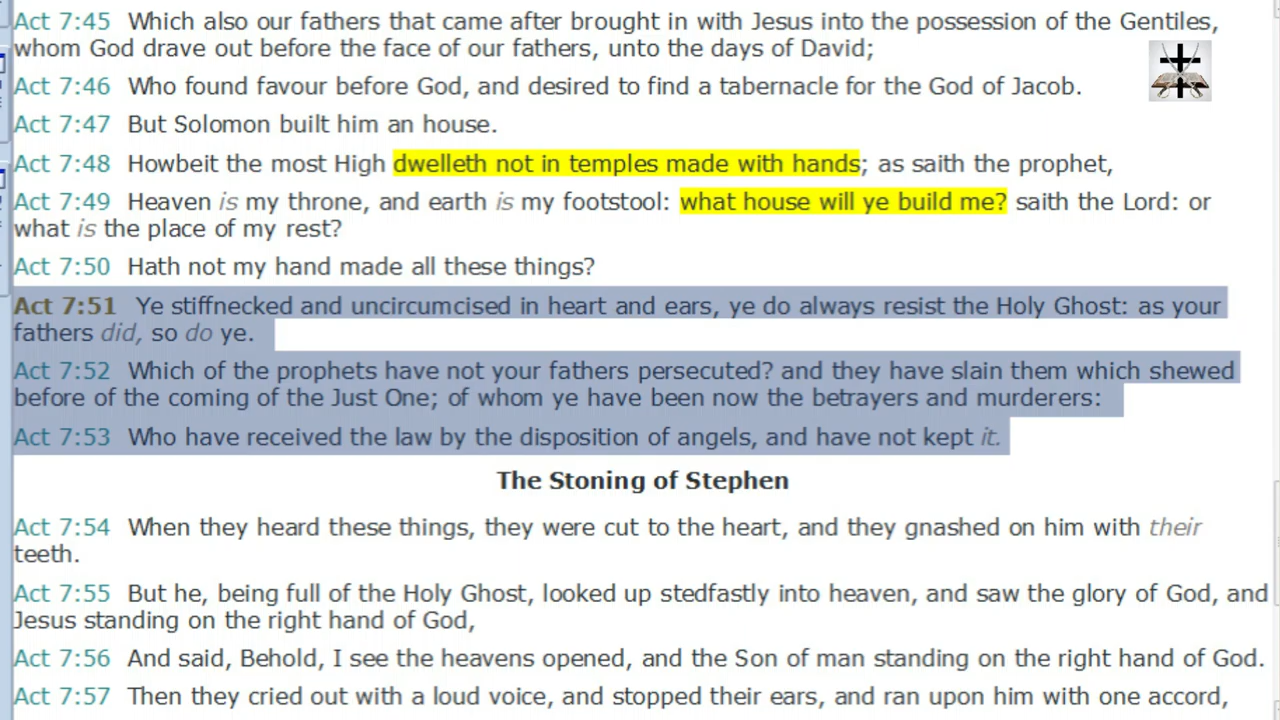 Act 7:45 Which also our fathers that came after brought in with Jesus into the possession of the Gentiles,
whom God drave out before the face of our fathers, unto the days of David;
Act 7:46 Who found favour before God, and desired to find a tabernacle for the God of Jacob.
Act 7:47 But Solomon built him an house.
Act 7:48 Howbeit the most High dwelleth not in temples made with hands; as saith the prophet,
Act 7:49 Heaven is my throne, and earth is my footstool: what house will ye build me? saith the Lord: or
what is the place of my rest?
Act 7:50 Hath not my hand made all these things?
Act 7:51 Ye stiffnecked and uncircumcised in heart and ears, ye do always resist the Holy Ghost: as your
fathers did, so do ye.
Act 7:52 Which of the prophets have not your fathers persecuted? and they have slain them which shewed
before of the coming of the Just One; of whom ye have been now the betrayers and murderers:
Act 7:53 Who have received the law by the disposition of angels, and have not kept it.
The Stoning of Stephen
Act 7:54 When they heard these things, they were cut to the heart, and they gnashed on him with their
teeth.
Act 7:55 But he, being full of the Holy Ghost, looked up stedfastly into heaven, and saw the glory of God, and
Jesus standing on the right hand of God,
Act 7:56 And said, Behold, I see the heavens opened, and the Son of man standing on the right hand of God.
Act 7:57 Then they cried out with a loud voice, and stopped their ears, and ran upon him with one accord,